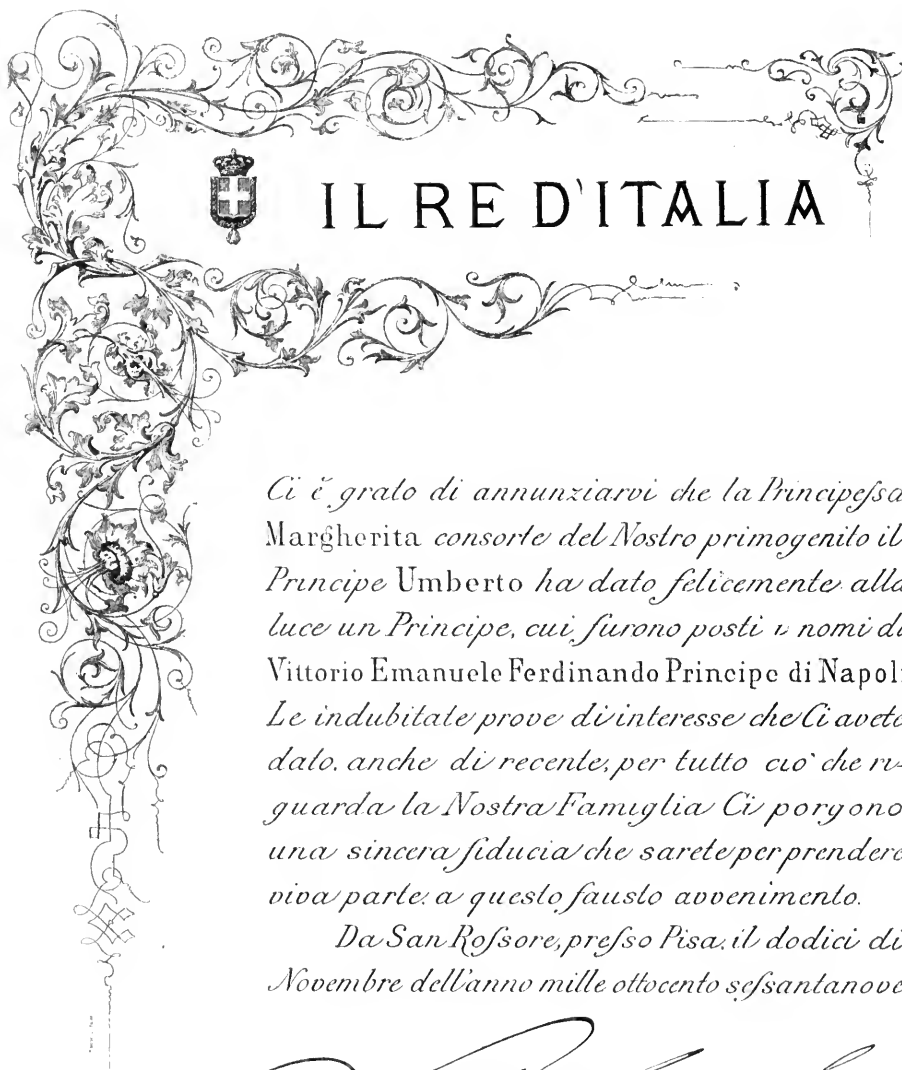 IL RE D'ITALIA
Ci è grato di annunziarvi che la Principeſsa
Margherita consorte del Nostro primogenito il
Principe Umberto ha dato felicemente alla
luce un Principe, cui furono posti i nomi di
Vittorio Emanuele Ferdinando Principe di Napoli
Le indubitate prove di interesse che Ci avete
dato, anche di recente, per tutto ciò che ri-
guarda la Nostra Famiglia Ci porgono
una sincera fiducia che sarete per prendere
viva parte a questo fausto avvenimento.
Da San Roſsore, preſso Pisa, il dodici di
Novembre dell'anno mille ottocento seſsantanove